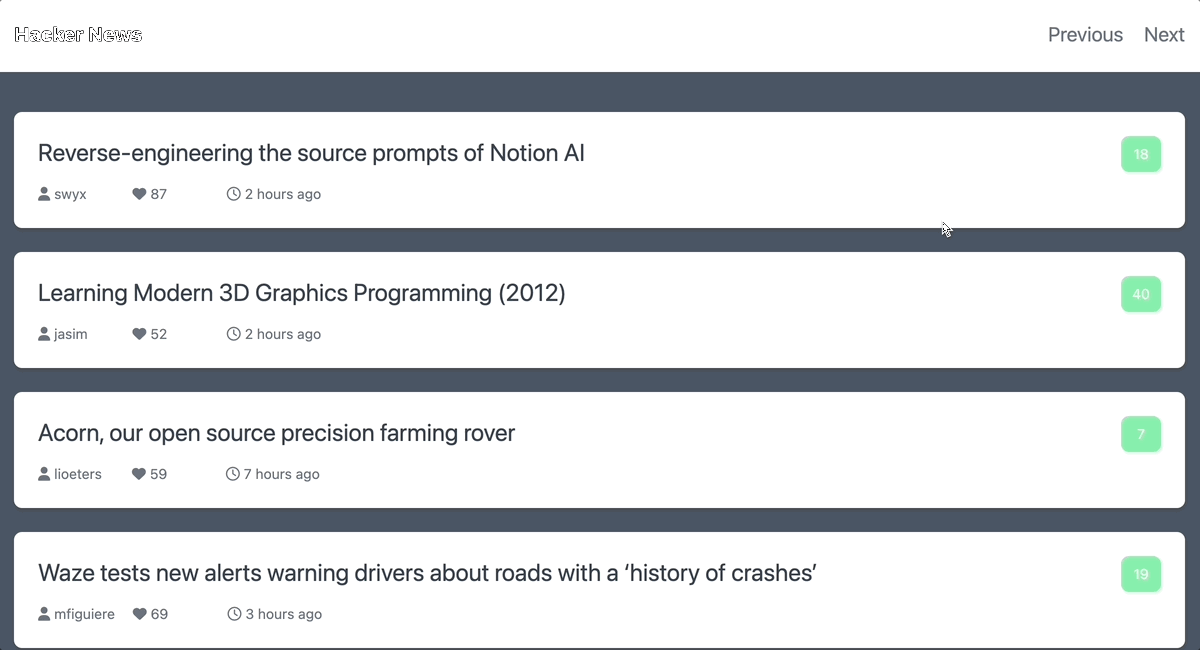 Hacker News
Previous Next
Reverse-engineering the source prompts of Notion AI
18
swyx 87 2 hours ago
Learning Modern 3D Graphics Programming (2012)
40
jasim 52 2 hours ago
Acorn, our open source precision farming rover
7
lioeters 59 7 hours ago
Waze tests new alerts warning drivers about roads with a ‘history of crashes’
19
mfiguiere 69 3 hours ago